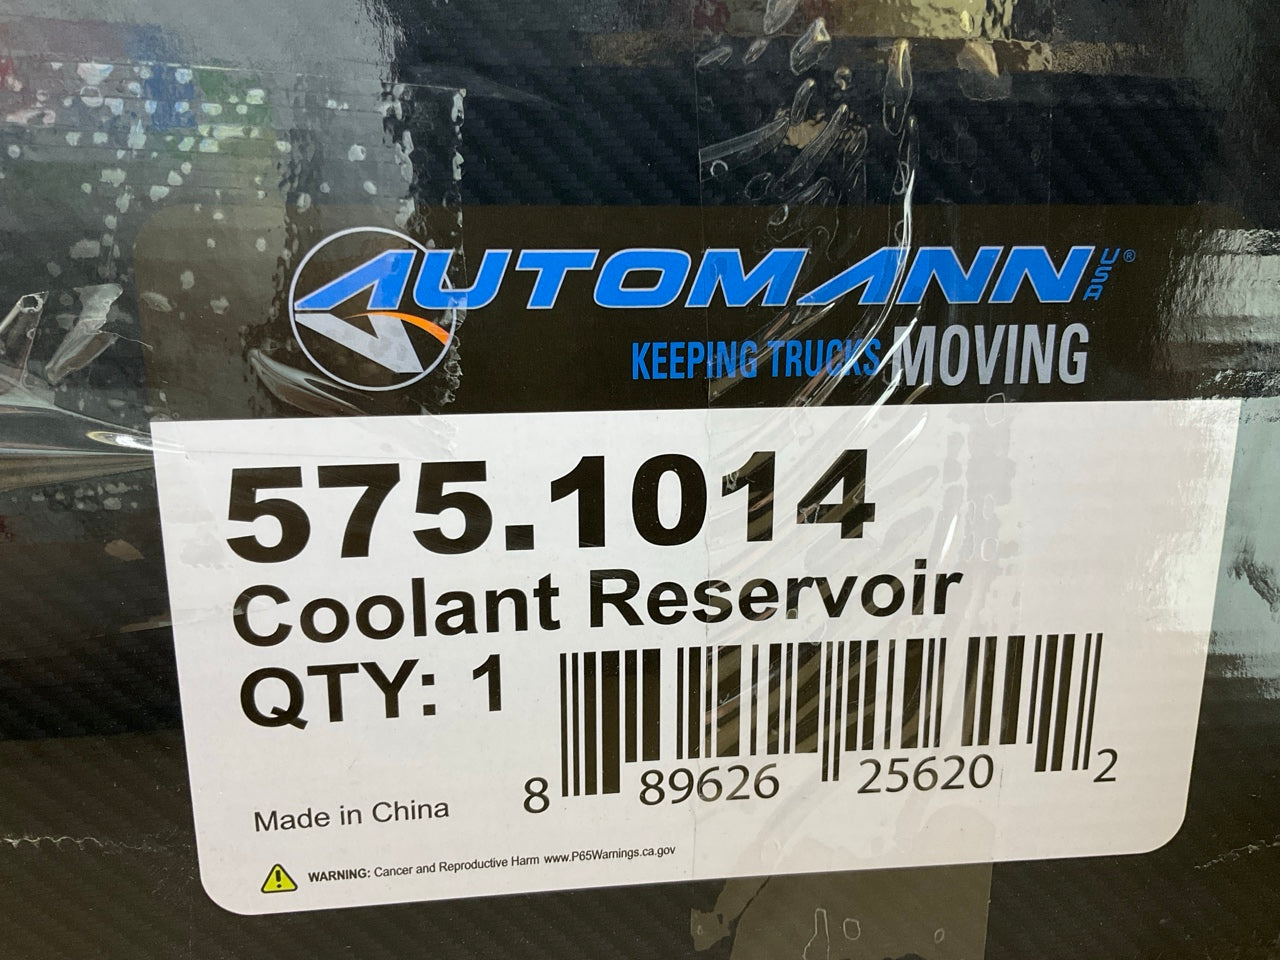 AUTOMANN USA®
KEEPING TRUCKS MOVING
575.1014
Coolant Reservoir
QTY: 1
8 89626 25620 2
Made in China
WARNING: Cancer and Reproductive Harm www.P65Warnings.ca.gov